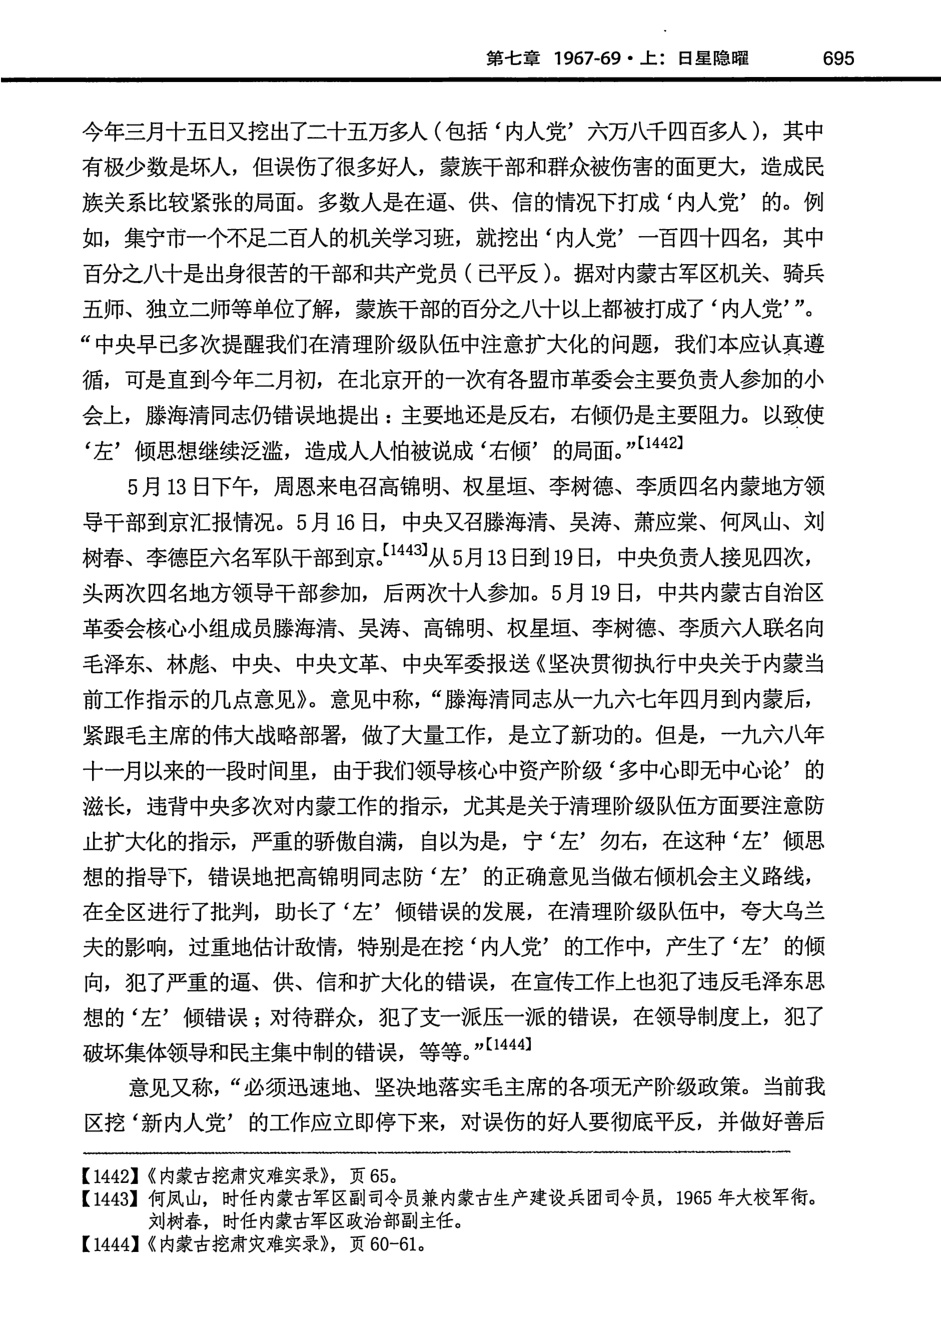 第七章 1967-69·上：日星隐曜 695
今年三月十五日又挖出了二十五万多人（包括‘内人党’六万八千四百多人），其中
有极少数是坏人，但误伤了很多好人，蒙族干部和群众被伤害的面更大，造成民
族关系比较紧张的局面。多数人是在逼、供、信的情况下打成‘内人党’的。例
如，集宁市一个不足二百人的机关学习班，就挖出‘内人党’一百四十四名，其中
百分之八十是出身很苦的干部和共产党员（已平反）。据对内蒙古军区机关、骑兵
五师、独立二师等单位了解，蒙族干部的百分之八十以上都被打成了‘内人党’”。
“中央早已多次提醒我们在清理阶级队伍中注意扩大化的问题，我们本应认真遵
循，可是直到今年二月初，在北京开的一次有各盟市革委会主要负责人参加的小
会上，滕海清同志仍错误地提出：主要地还是反右，右倾仍是主要阻力。以致使
‘左’倾思想继续泛滥，造成人人怕被说成‘右倾’的局面。”【1442】
5月13日下午，周恩来电召高锦明、权星垣、李树德、李质四名内蒙地方领
导干部到京汇报情况。5月16日，中央又召滕海清、吴涛、萧应棠、何凤山、刘
树春、李德臣六名军队干部到京。【1443】从5月13日到19日，中央负责人接见四次，
头两次四名地方领导干部参加，后两次十人参加。5月19日，中共内蒙古自治区
革委会核心小组成员滕海清、吴涛、高锦明、权星垣、李树德、李质六人联名向
毛泽东、林彪、中央、中央文革、中央军委报送《坚决贯彻执行中央关于内蒙当
前工作指示的几点意见》。意见中称，“滕海清同志从一九六七年四月到内蒙后，
紧跟毛主席的伟大战略部署，做了大量工作，是立了新功的。但是，一九六八年
十一月以来的一段时间里，由于我们领导核心中资产阶级‘多中心即无中心论’的
滋长，违背中央多次对内蒙工作的指示，尤其是关于清理阶级队伍方面要注意防
止扩大化的指示，严重的骄傲自满，自以为是，宁‘左’勿右，在这种‘左’倾思
想的指导下，错误地把高锦明同志防‘左’的正确意见当做右倾机会主义路线，
在全区进行了批判，助长了‘左’倾错误的发展，在清理阶级队伍中，夸大乌兰
夫的影响，过重地估计敌情，特别是在挖‘内人党’的工作中，产生了‘左’的倾
向，犯了严重的逼、供、信和扩大化的错误，在宣传工作上也犯了违反毛泽东思
想的‘左’倾错误；对待群众，犯了支一派压一派的错误，在领导制度上，犯了
破坏集体领导和民主集中制的错误，等等。”【1444】
意见又称，“必须迅速地、坚决地落实毛主席的各项无产阶级政策。当前我
区挖‘新内人党’的工作应立即停下来，对误伤的好人要彻底平反，并做好善后
【1442】《内蒙古挖肃灾难实录》，页65。
【1443】何凤山，时任内蒙古军区副司令员兼内蒙古生产建设兵团司令员，1965年大校军衔。
刘树春，时任内蒙古军区政治部副主任。
【1444】《内蒙古挖肃灾难实录》，页60-61。